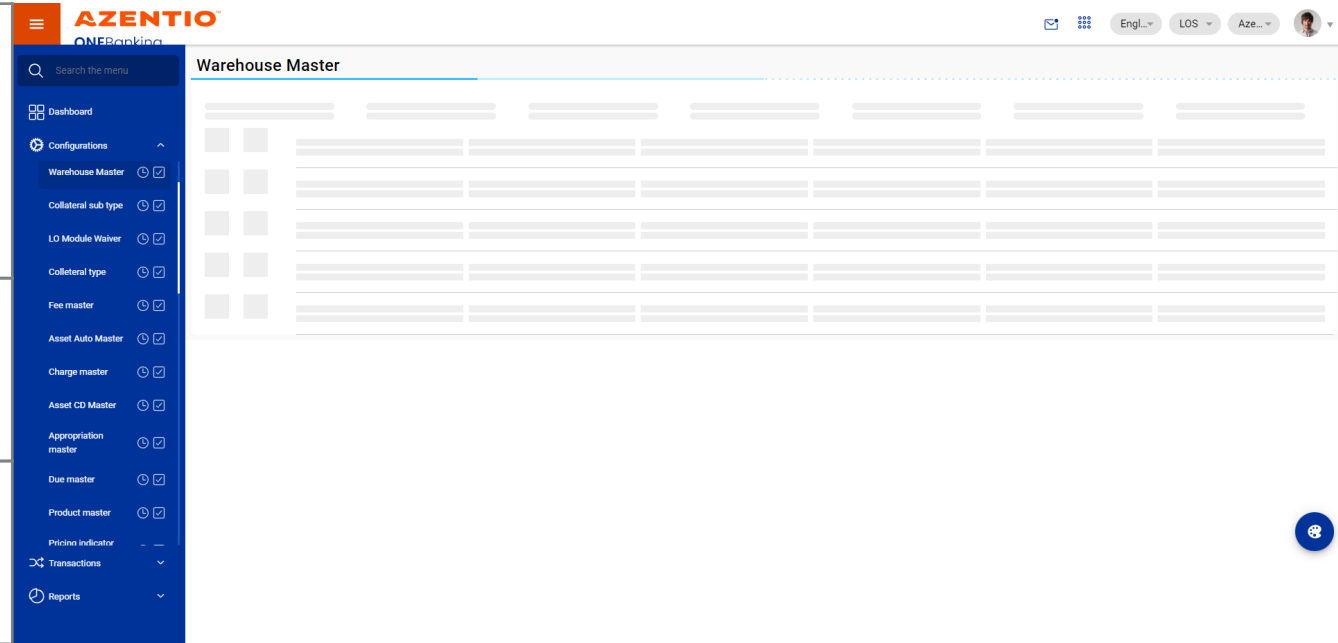 AZENTIO™
ONEBanking
Engl...
LOS
Aze...
Search the menu
Warehouse Master
Dashboard
Configurations
Warehouse Master
Collateral sub type
LO Module Waiver
Colleteral type
Fee master
Asset Auto Master
Charge master
Asset CD Master
Appropriation
master
Due master
Product master
Pricing indicator
Transactions
Reports